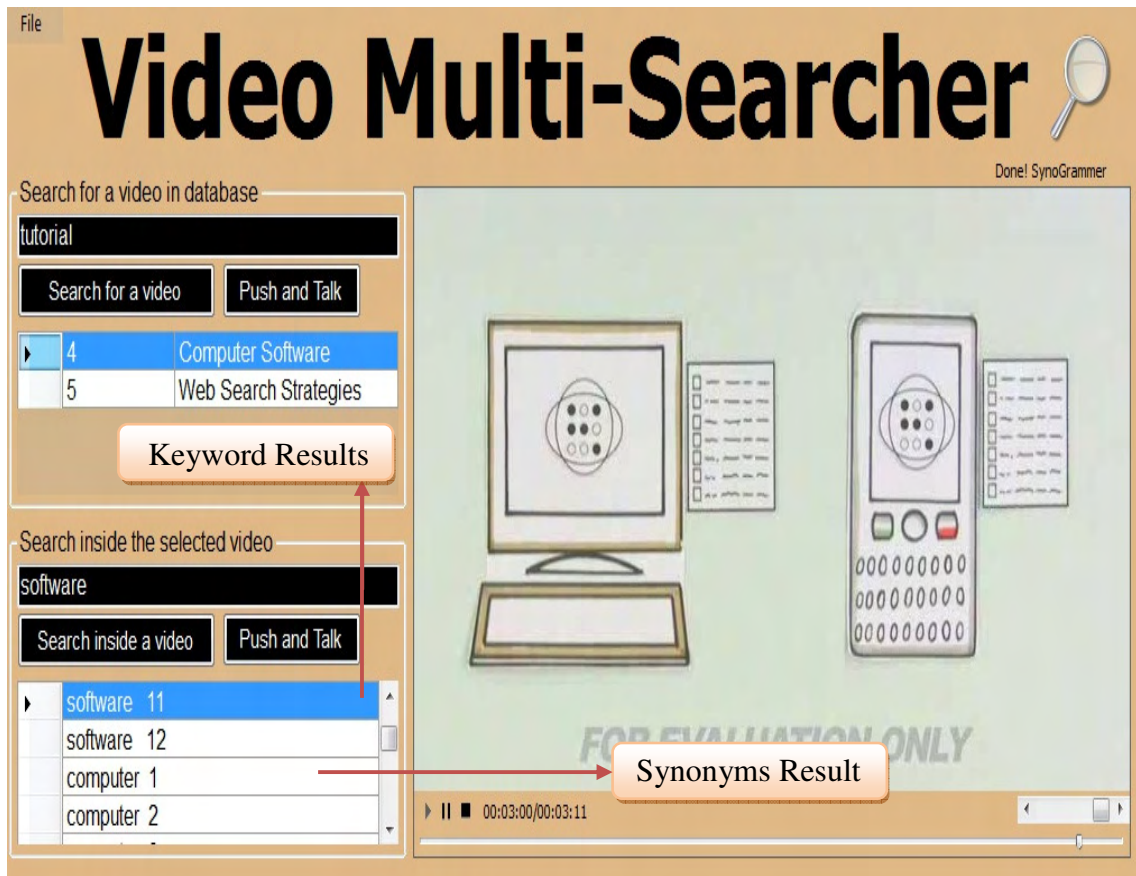 File
Video Multi-Searcher
Done! SynoGrammer
Search for a video in database
tutorial
Search for a video Push and Talk
4 Computer Software
5 Web Search Strategies
Keyword Results
Search inside the selected video
software
Search inside a video Push and Talk
software 11
software 12
computer 1
computer 2
FOR EVALUATION ONLY
Synonyms Result
00:03:00/00:03:11